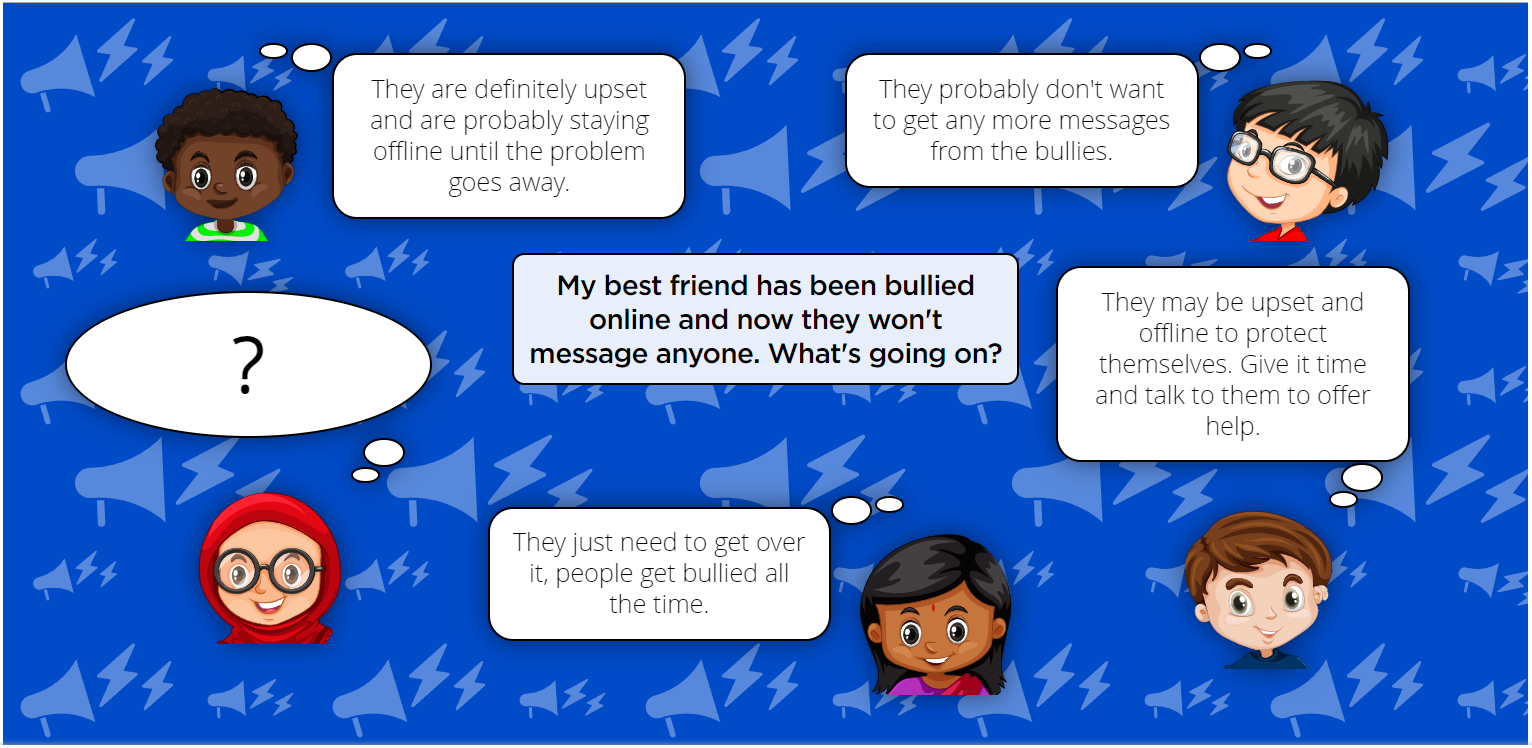 They are definitely upset
and are probably staying
offline until the problem
goes away.
They probably don't want
to get any more messages
from the bullies.
My best friend has been bullied
online and now they won't
message anyone. What's going on?
They may be upset and
offline to protect
themselves. Give it time
and talk to them to offer
help.
?
They just need to get over
it, people get bullied all
the time.